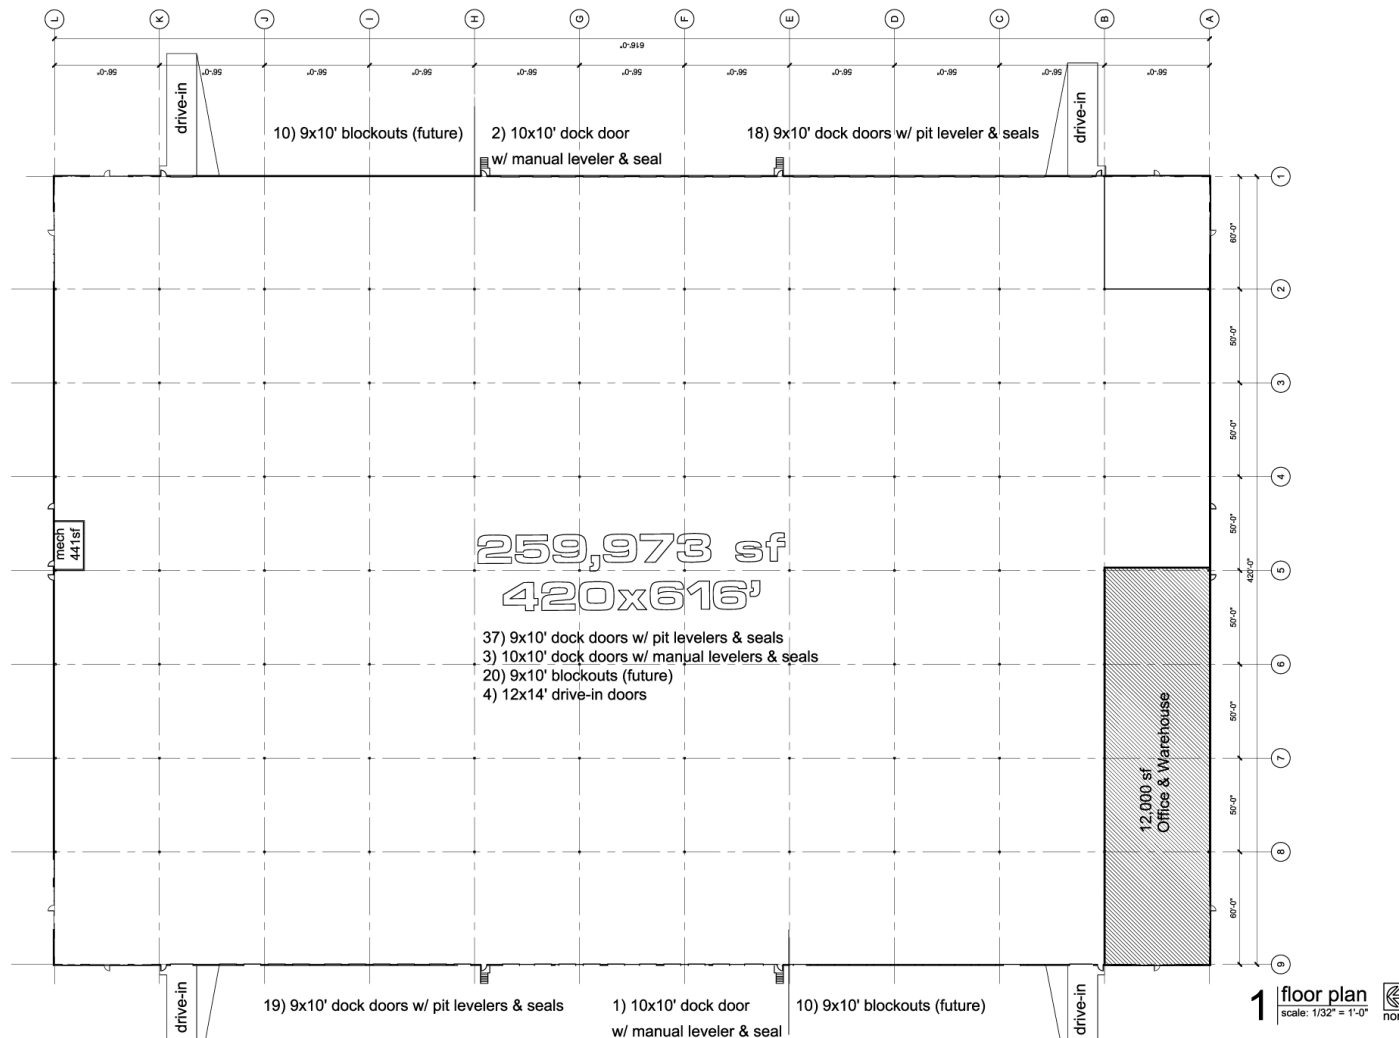 L K J I H G F E D C B A
616'-0"
56'-0" 56'-0" 56'-0" 56'-0" 56'-0" 56'-0" 56'-0" 56'-0" 56'-0" 56'-0" 56'-0"
drive-in
drive-in
10) 9x10' blockouts (future)
2) 10x10' dock door
w/ manual leveler & seal
18) 9x10' dock doors w/ pit leveler & seals
1
60'-0"
2
50'-0"
3
50'-0"
4
50'-0"
mech
441sf
259,973 sf
420x616'
5
420'-0"
50'-0"
37) 9x10' dock doors w/ pit levelers & seals
3) 10x10' dock doors w/ manual levelers & seals
20) 9x10' blockouts (future)
4) 12x14' drive-in doors
6
50'-0"
7
12,000 sf
Office & Warehouse
50'-0"
8
60'-0"
9
drive-in
19) 9x10' dock doors w/ pit levelers & seals
1) 10x10' dock door
w/ manual leveler & seal
10) 9x10' blockouts (future)
drive-in
1 floor plan
scale: 1/32" = 1'-0"